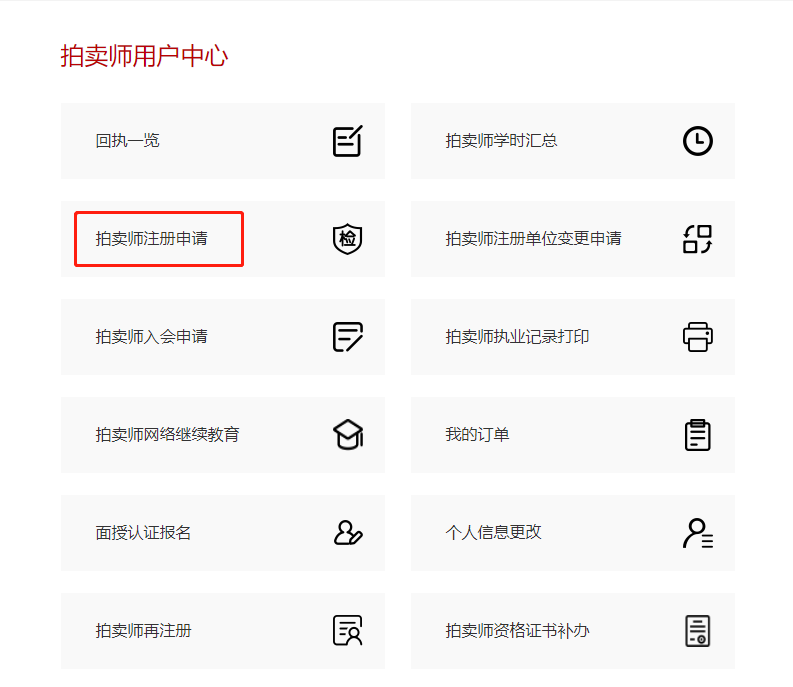 拍卖师用户中心
回执一览
拍卖师学时汇总
拍卖师注册申请
检
拍卖师注册单位变更申请
拍卖师入会申请
拍卖师执业记录打印
拍卖师网络继续教育
我的订单
面授认证报名
个人信息更改
拍卖师再注册
拍卖师资格证书补办